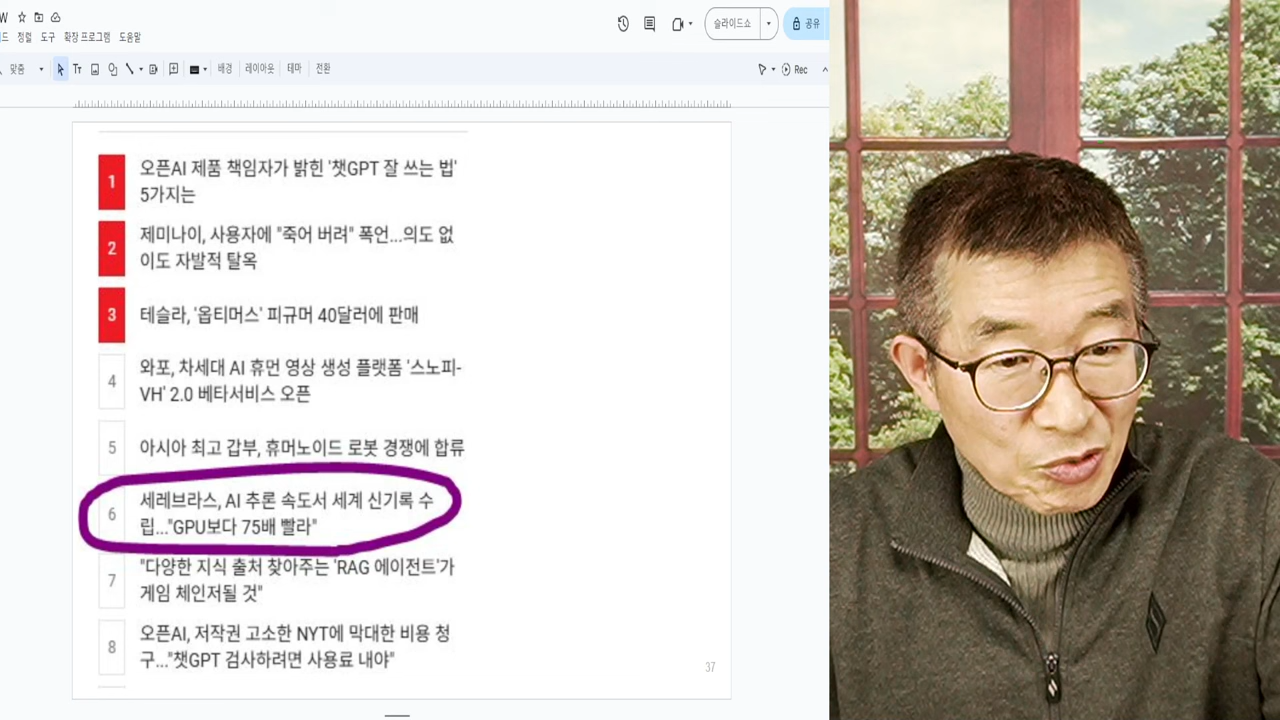 W
드 정렬 도구 확장 프로그램 도움말
슬라이드쇼
공유
맞춤
Tт
배경 레이아웃 테마 전환
Rec
1 오픈AI 제품 책임자가 밝힌 '챗GPT 잘 쓰는 법'
5가지는
2 제미나이, 사용자에 "죽어 버려" 폭언...의도 없
이도 자발적 탈옥
3 테슬라, '옵티머스' 피규머 40달러에 판매
4 와포, 차세대 AI 휴먼 영상 생성 플랫폼 '스노피-
VH' 2.0 베타서비스 오픈
5 아시아 최고 갑부, 휴머노이드 로봇 경쟁에 합류
6 세레브라스, AI 추론 속도서 세계 신기록 수
립..."GPU보다 75배 빨라"
7 "다양한 지식 출처 찾아주는 'RAG 에이전트'가
게임 체인저될 것"
8 오픈AI, 저작권 고소한 NYT에 막대한 비용 청
구..."챗GPT 검사하려면 사용료 내야"
37